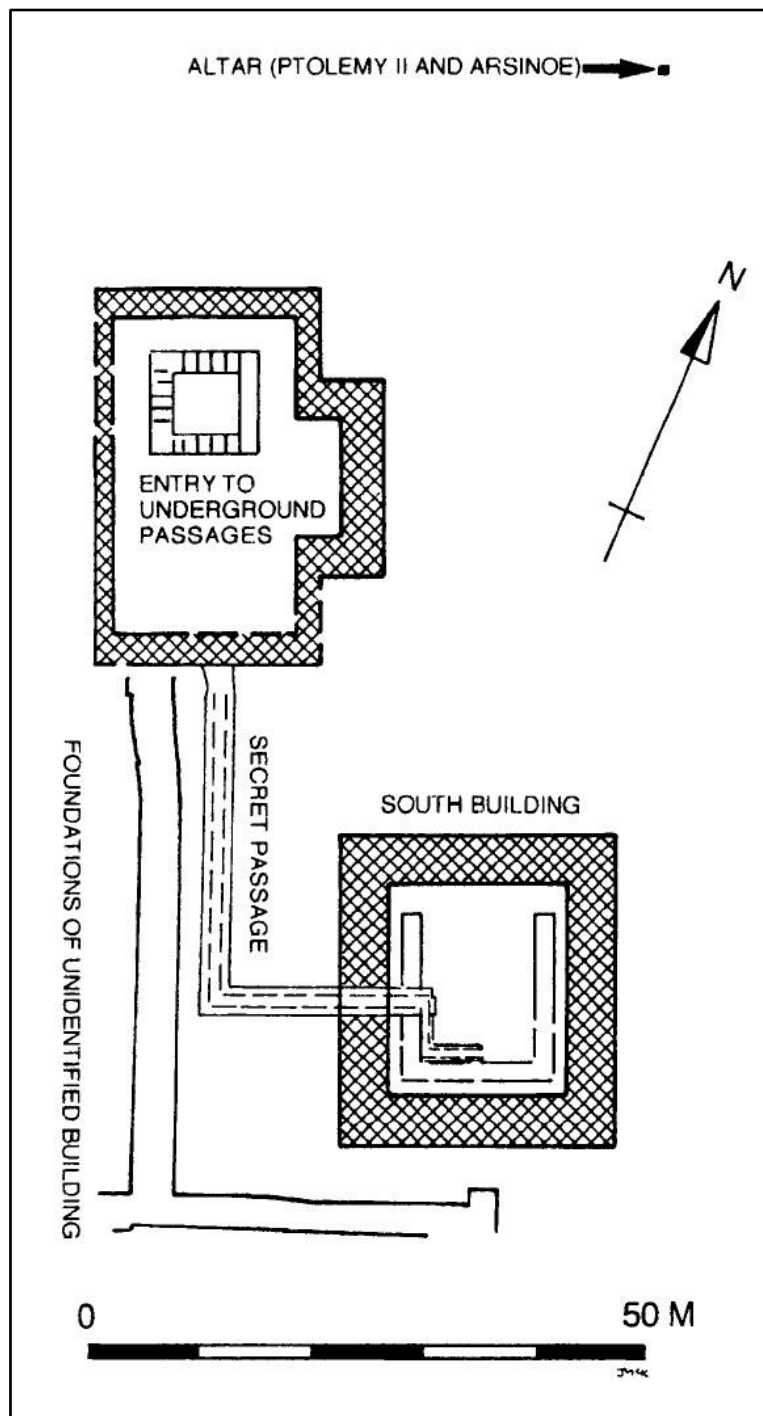 ALTAR (PTOLEMY II AND ARSINOE)
N
ENTRY TO
UNDERGROUND
PASSAGES
FOUNDATIONS OF UNIDENTIFIED BUILDING
SECRET PASSAGE
SOUTH BUILDING
0
50 M